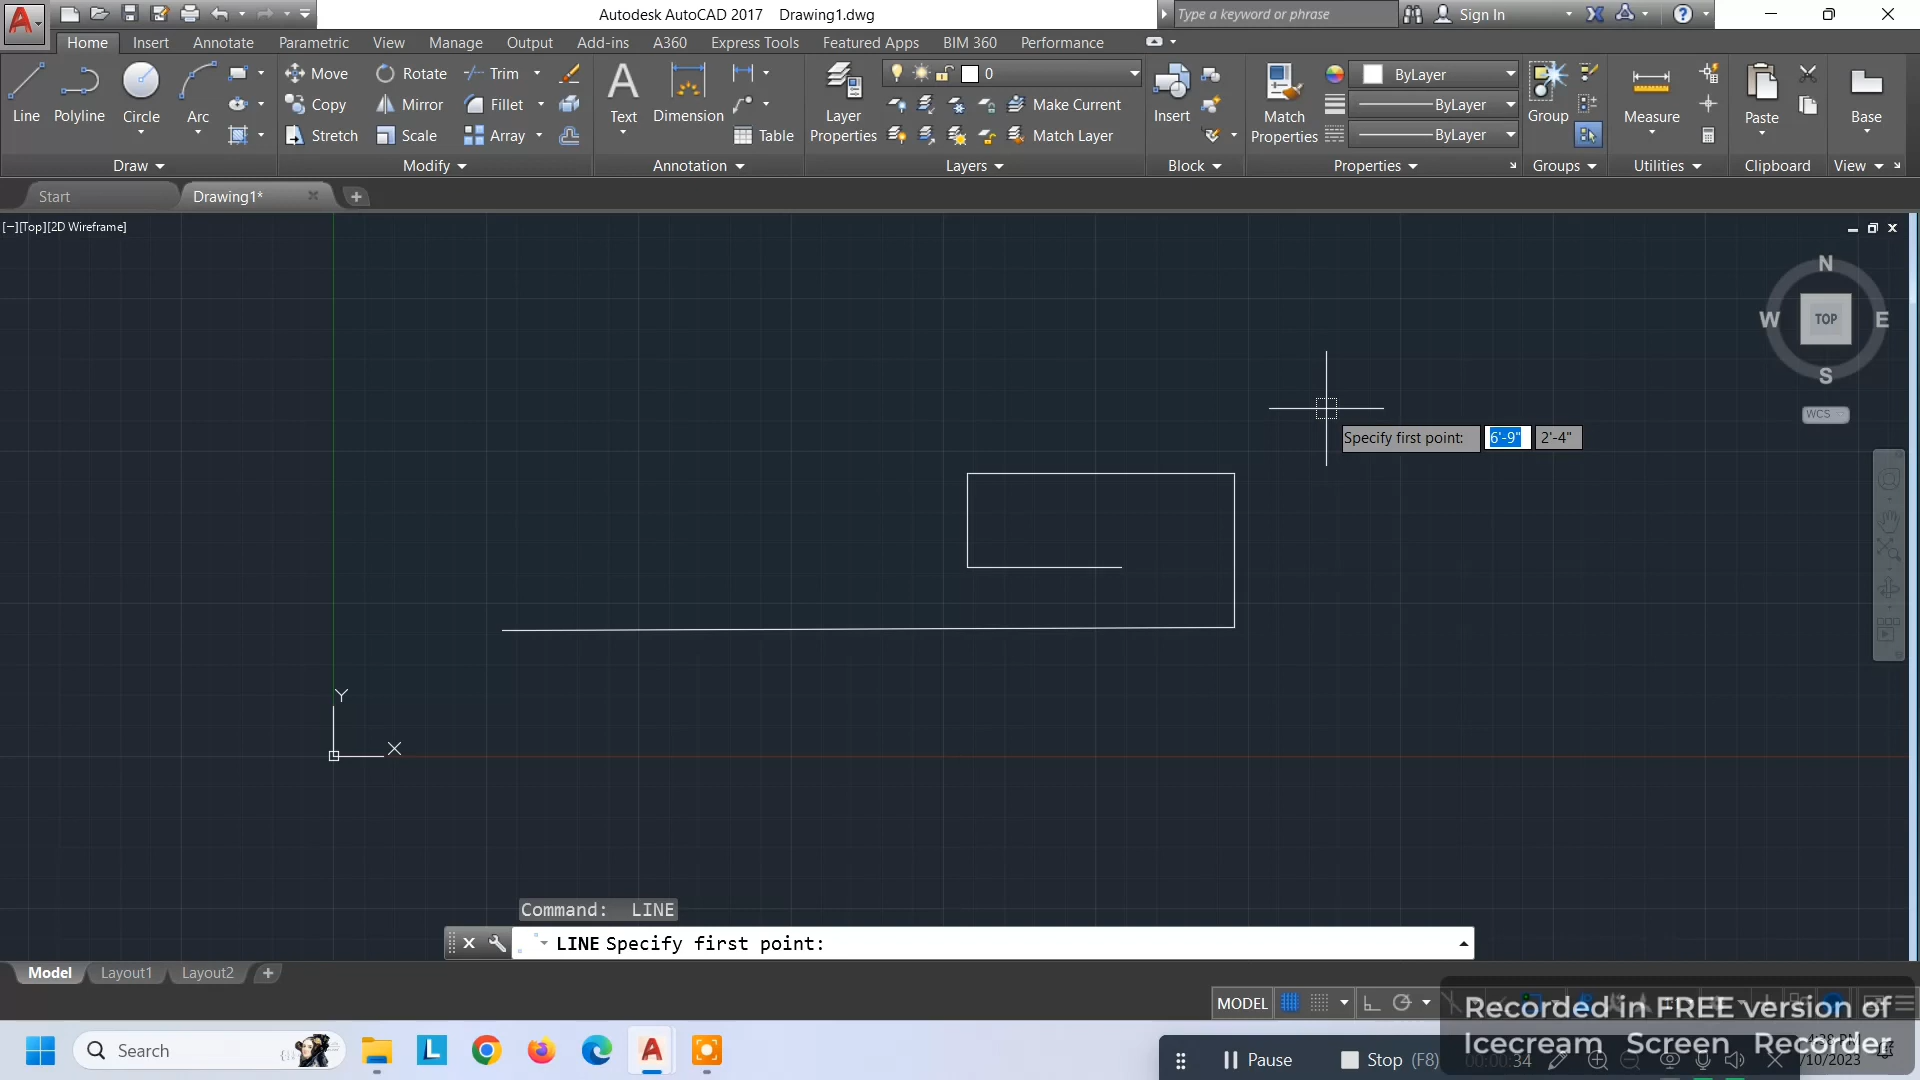 Autodesk AutoCAD 2017 Drawing1.dwg
Type a keyword or phrase
Sign In
Home Insert Annotate Parametric View Manage Output Add-ins A360 Express Tools Featured Apps BIM 360 Performance
Line Polyline Circle Arc
Move Rotate Trim
Copy Mirror Fillet
Stretch Scale Array
Text Dimension Table
Layer Properties
0
Make Current
Match Layer
Insert
Match Properties
ByLayer
ByLayer
ByLayer
Group
Measure
Paste
Base
Draw Modify Annotation Layers Block Properties Groups Utilities Clipboard View
Start Drawing1*
[−][Top][2D Wireframe]
N
W TOP E
S
WCS
Specify first point: 6'-9" 2'-4"
Y
X
Command: LINE
LINE Specify first point:
Model Layout1 Layout2
MODEL
Recorded in FREE version of
Icecream Screen Recorder
Search
Pause Stop (F8)